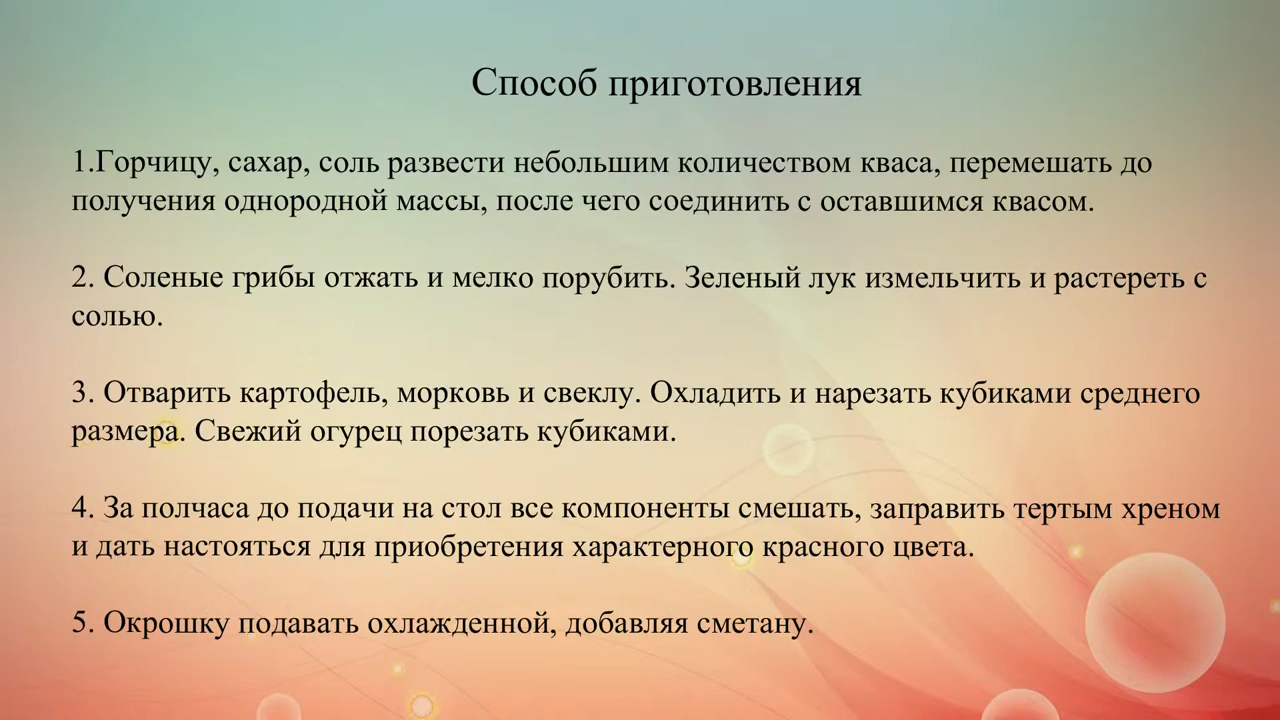 Способ приготовления
1.Горчицу, сахар, соль развести небольшим количеством кваса, перемешать до
получения однородной массы, после чего соединить с оставшимся квасом.
2. Соленые грибы отжать и мелко порубить. Зеленый лук измельчить и растереть с
солью.
3. Отварить картофель, морковь и свеклу. Охладить и нарезать кубиками среднего
размера. Свежий огурец порезать кубиками.
4. За полчаса до подачи на стол все компоненты смешать, заправить тертым хреном
и дать настояться для приобретения характерного красного цвета.
5. Окрошку подавать охлажденной, добавляя сметану.